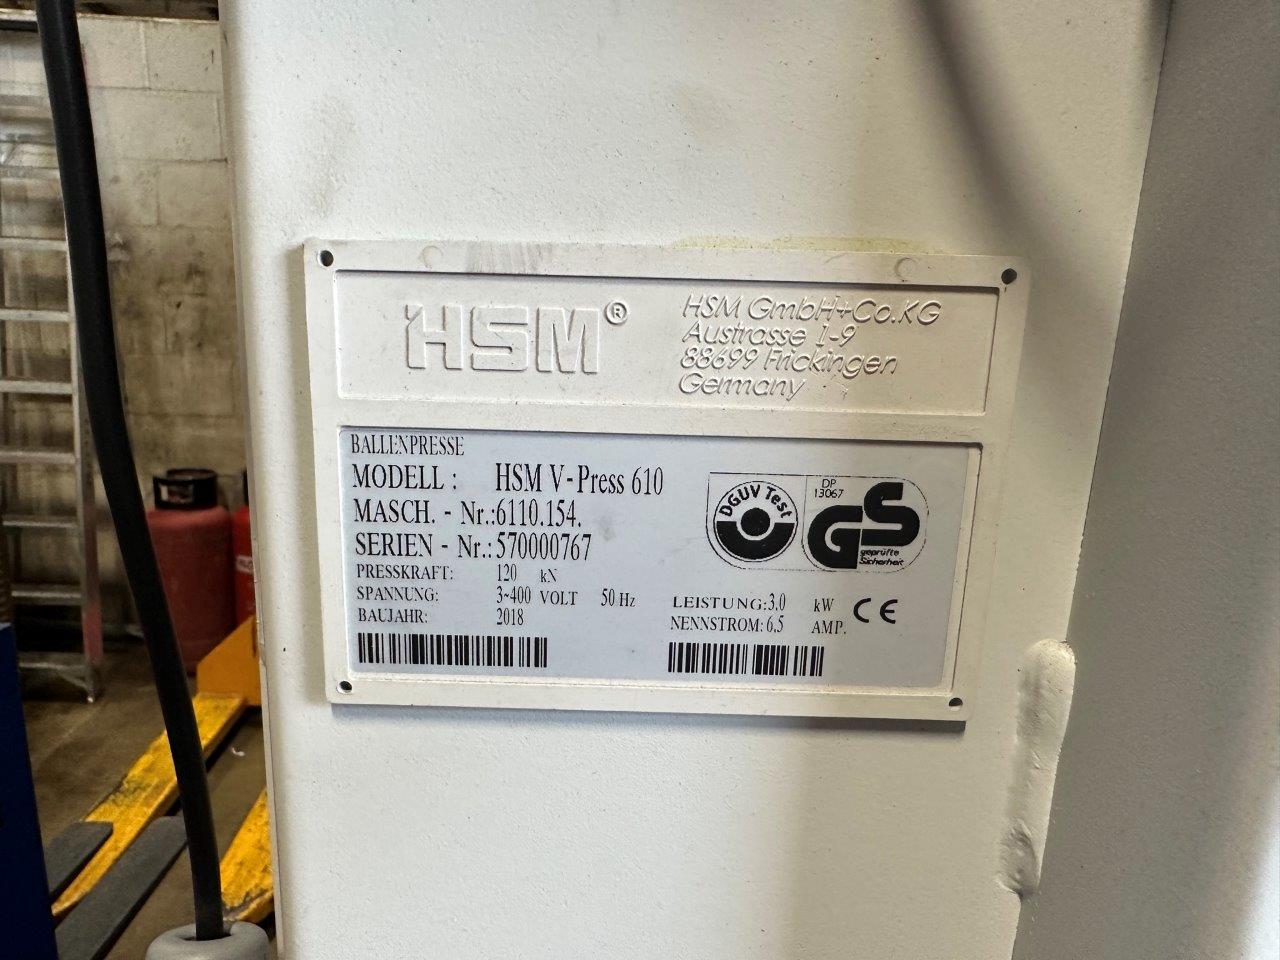 HSM®
HSM GmbH+Co.KG
Austrasse 1-9
88699 Frickingen
Germany
BALLENPRESSE
MODELL : HSM V-Press 610
MASCH. - Nr.:6110.154.
SERIEN - Nr.: 570000767
PRESSKRAFT: 120 kN
SPANNUNG: 3~400 VOLT 50 Hz
BAUJAHR: 2018
LEISTUNG:3,0 kW
NENNSTROM:6,5 AMP.
DGUV Test
DP
13067
GS
geprüfte
Sicherheit
CE